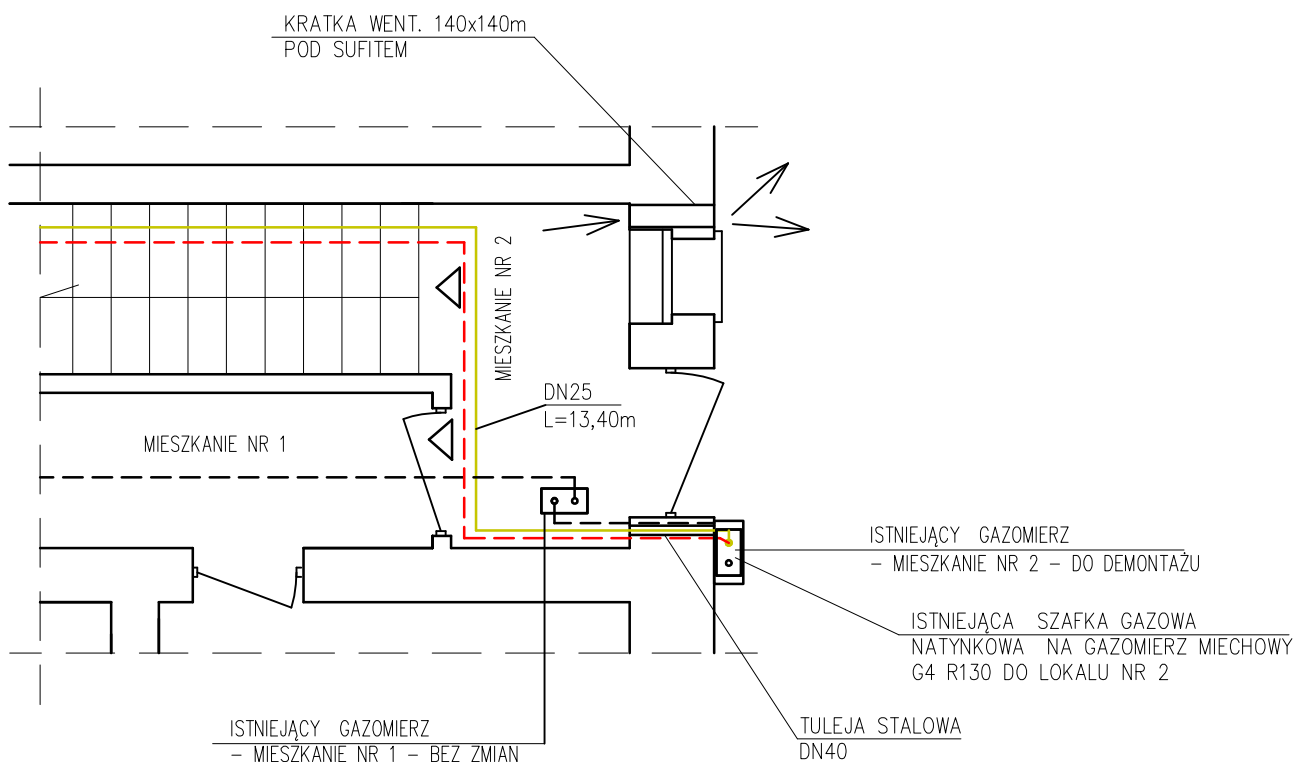 KRATKA WENT. 140x140m
POD SUFITEM
MIESZKANIE NR 2
DN25
L=13,40m
MIESZKANIE NR 1
ISTNIEJĄCY GAZOMIERZ
– MIESZKANIE NR 2 – DO DEMONTAŻU
ISTNIEJĄCA SZAFKA GAZOWA
NATYNKOWA NA GAZOMIERZ MIECHOWY
G4 R130 DO LOKALU NR 2
TULEJA STALOWA
DN40
ISTNIEJĄCY GAZOMIERZ
– MIESZKANIE NR 1 – BEZ ZMIAN